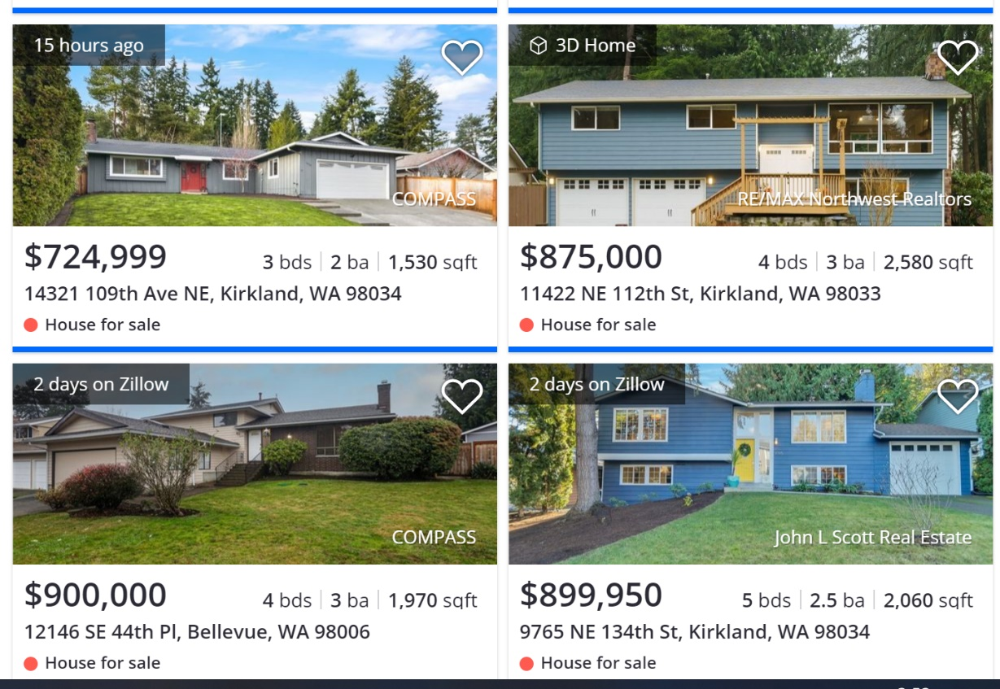 15 hours ago
COMPASS
$724,999
3 bds | 2 ba | 1,530 sqft
14321 109th Ave NE, Kirkland, WA 98034
House for sale
3D Home
RE/MAX Northwest Realtors
$875,000
4 bds | 3 ba | 2,580 sqft
11422 NE 112th St, Kirkland, WA 98033
House for sale
2 days on Zillow
COMPASS
$900,000
4 bds | 3 ba | 1,970 sqft
12146 SE 44th Pl, Bellevue, WA 98006
House for sale
2 days on Zillow
John L Scott Real Estate
$899,950
5 bds | 2.5 ba | 2,060 sqft
9765 NE 134th St, Kirkland, WA 98034
House for sale